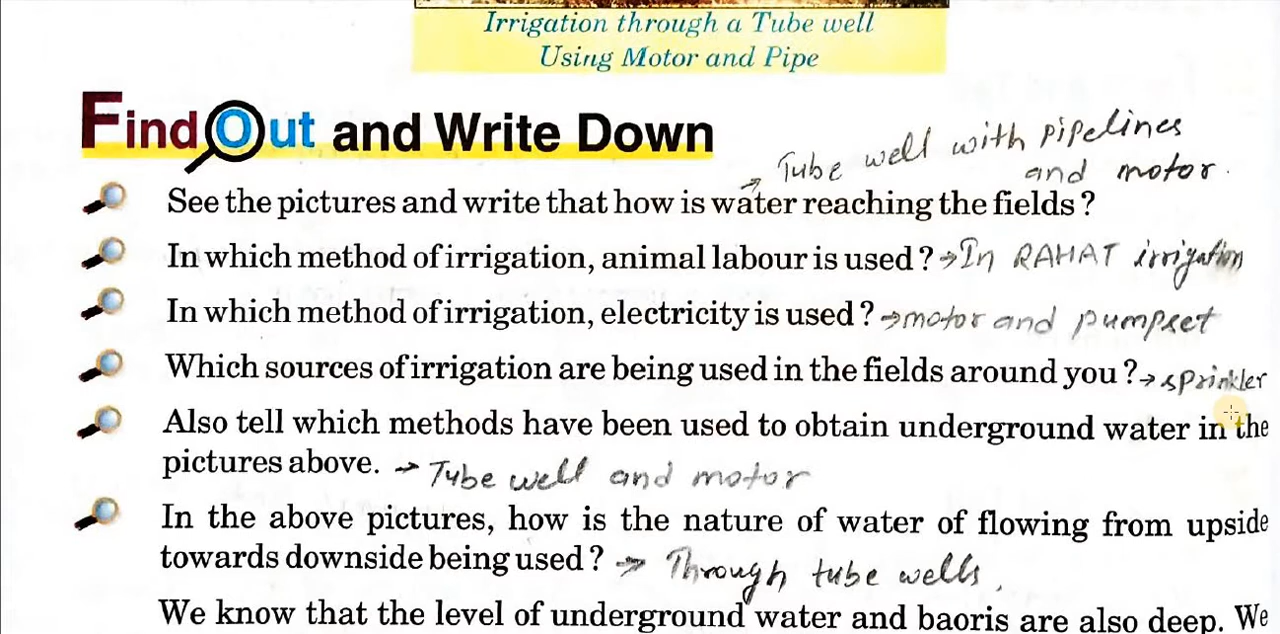 Irrigation through a Tube well
Using Motor and Pipe
Find Out and Write Down
→ Tube well with pipelines
and motor.
See the pictures and write that how is water reaching the fields?
In which method of irrigation, animal labour is used? → In RAHAT irrigation
In which method of irrigation, electricity is used? → motor and pumpset
Which sources of irrigation are being used in the fields around you? → sprinkler
Also tell which methods have been used to obtain underground water in the
pictures above. → Tube well and motor
In the above pictures, how is the nature of water of flowing from upside
towards downside being used? → Through tube wells.
We know that the level of underground water and baoris are also deep. We